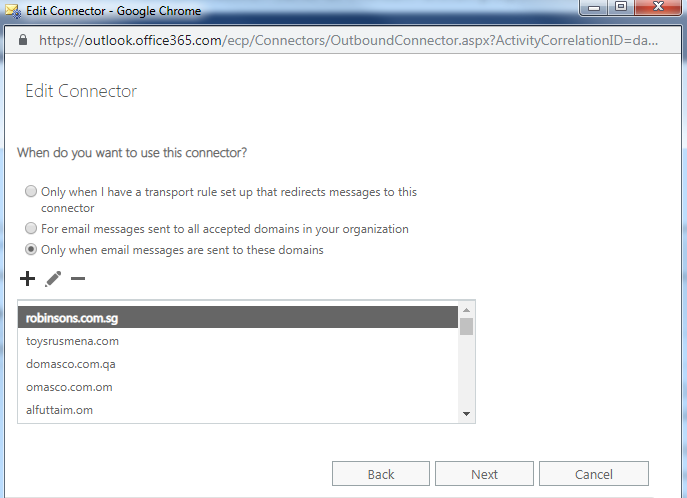 Edit Connector - Google Chrome
https://outlook.office365.com/ecp/Connectors/OutboundConnector.aspx?ActivityCorrelationID=da...
Edit Connector
When do you want to use this connector?
Only when I have a transport rule set up that redirects messages to this
connector
For email messages sent to all accepted domains in your organization
Only when email messages are sent to these domains
robinsons.com.sg
toysrusmena.com
domasco.com.qa
omasco.com.om
alfuttaim.om
Back
Next
Cancel